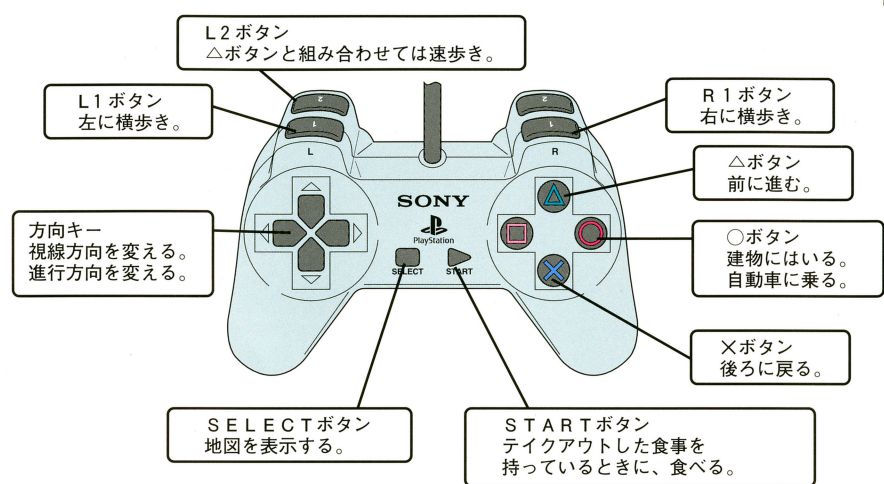 L2ボタン
△ボタンと組み合わせては速歩き。
L1ボタン
左に横歩き。
R1ボタン
右に横歩き。
2
2
1
1
L
R
△ボタン
前に進む。
SONY
PlayStation
方向キー
視線方向を変える。
進行方向を変える。
○ボタン
建物にはいる。
自動車に乗る。
SELECT
START
×ボタン
後ろに戻る。
SELECTボタン
地図を表示する。
STARTボタン
テイクアウトした食事を
持っているときに、食べる。